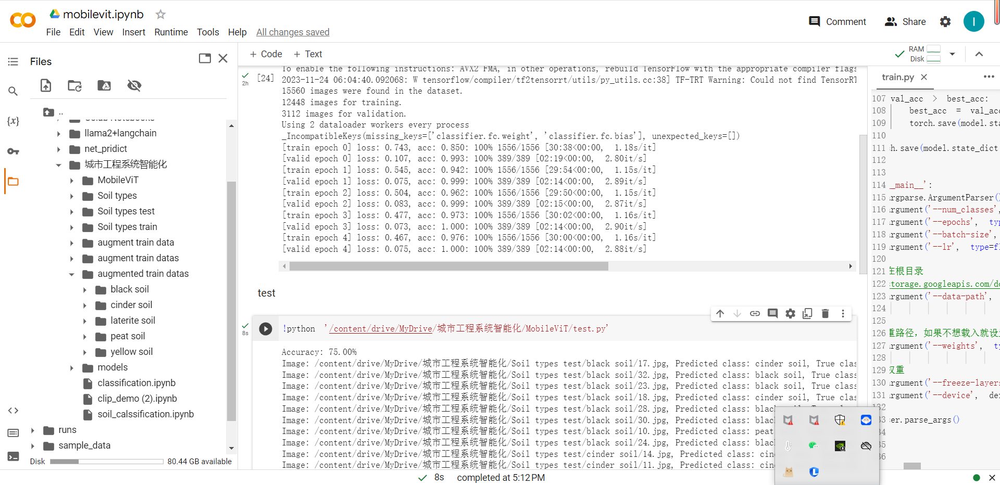 mobilevit.ipynb
File Edit View Insert Runtime Tools Help All changes saved
Comment
Share
I
Files
+ Code + Text
RAM
Disk
..
Colab Notebooks
llama2+langchain
net_pridict
城市工程系统智能化
MobileViT
Soil types
Soil types test
Soil types train
augment train data
augment train datas
augmented train datas
black soil
cinder soil
laterite soil
peat soil
yellow soil
models
classification.ipynb
clip_demo (2).ipynb
soil_calssification.ipynb
runs
sample_data
Disk 80.44 GB available
{x}
2h
[24]
To enable the following instructions: AVX2 FMA, in other operations, rebuild TensorFlow with the appropriate compiler flags
2023-11-24 06:04:40.092068: W tensorflow/compiler/tf2tensorrt/utils/py_utils.cc:38] TF-TRT Warning: Could not find TensorRT
15560 images were found in the dataset.
12448 images for training.
3112 images for validation.
Using 2 dataloader workers every process
_IncompatibleKeys(missing_keys=['classifier.fc.weight', 'classifier.fc.bias'], unexpected_keys=[])
[train epoch 0] loss: 0.743, acc: 0.850: 100% 1556/1556 [30:38<00:00, 1.18s/it]
[valid epoch 0] loss: 0.107, acc: 0.993: 100% 389/389 [02:19<00:00, 2.80it/s]
[train epoch 1] loss: 0.545, acc: 0.942: 100% 1556/1556 [29:54<00:00, 1.15s/it]
[valid epoch 1] loss: 0.075, acc: 0.999: 100% 389/389 [02:14<00:00, 2.89it/s]
[train epoch 2] loss: 0.504, acc: 0.962: 100% 1556/1556 [29:50<00:00, 1.15s/it]
[valid epoch 2] loss: 0.083, acc: 0.999: 100% 389/389 [02:15<00:00, 2.87it/s]
[train epoch 3] loss: 0.477, acc: 0.973: 100% 1556/1556 [30:02<00:00, 1.16s/it]
[valid epoch 3] loss: 0.073, acc: 1.000: 100% 389/389 [02:14<00:00, 2.90it/s]
[train epoch 4] loss: 0.467, acc: 0.976: 100% 1556/1556 [30:00<00:00, 1.16s/it]
[valid epoch 4] loss: 0.075, acc: 1.000: 100% 389/389 [02:14<00:00, 2.88it/s]
test
8s
!python '/content/drive/MyDrive/城市工程系统智能化/MobileViT/test.py'
Accuracy: 75.00%
Image: /content/drive/MyDrive/城市工程系统智能化/Soil types test/black soil/17.jpg, Predicted class: cinder soil, True clas
Image: /content/drive/MyDrive/城市工程系统智能化/Soil types test/black soil/32.jpg, Predicted class: black soil, True class
Image: /content/drive/MyDrive/城市工程系统智能化/Soil types test/black soil/23.jpg, Predicted class: black soil, True class
Image: /content/drive/MyDrive/城市工程系统智能化/Soil types test/black soil/18.jpg, Predicted class: cinder soil, True clas
Image: /content/drive/MyDrive/城市工程系统智能化/Soil types test/black soil/28.jpg, Predicted class: blac
Image: /content/drive/MyDrive/城市工程系统智能化/Soil types test/black soil/30.jpg, Predicted class: blac
Image: /content/drive/MyDrive/城市工程系统智能化/Soil types test/black soil/10.jpg, Predicted class: peat
Image: /content/drive/MyDrive/城市工程系统智能化/Soil types test/black soil/24.jpg, Predicted class: blac
Image: /content/drive/MyDrive/城市工程系统智能化/Soil types test/cinder soil/14.jpg, Predicted class: cin
Image: /content/drive/MyDrive/城市工程系统智能化/Soil types test/cinder soil/11.jpg, Predicted class: cin
8s completed at 5:12 PM
train.py
107 val_acc > best_acc:
108 best_acc = val_acc
109 torch.save(model.sta
110
111 h.save(model.state_dict
112
113
114 _main__':
115 rgparse.ArgumentParser()
116 rgument('--num_classes',
117 rgument('--epochs', typ
118 rgument('--batch-size',
119 rgument('--lr', type=fl
120
121 在根目录
122 storage.googleapis.com/do
123 rgument('--data-path',
124
125
126 重路径，如果不想载入就设
127 rgument('--weights', ty
128
129 权重
130 rgument('--freeze-layers
131 rgument('--device', def
132
33 ser.parse_args()
34
35
36